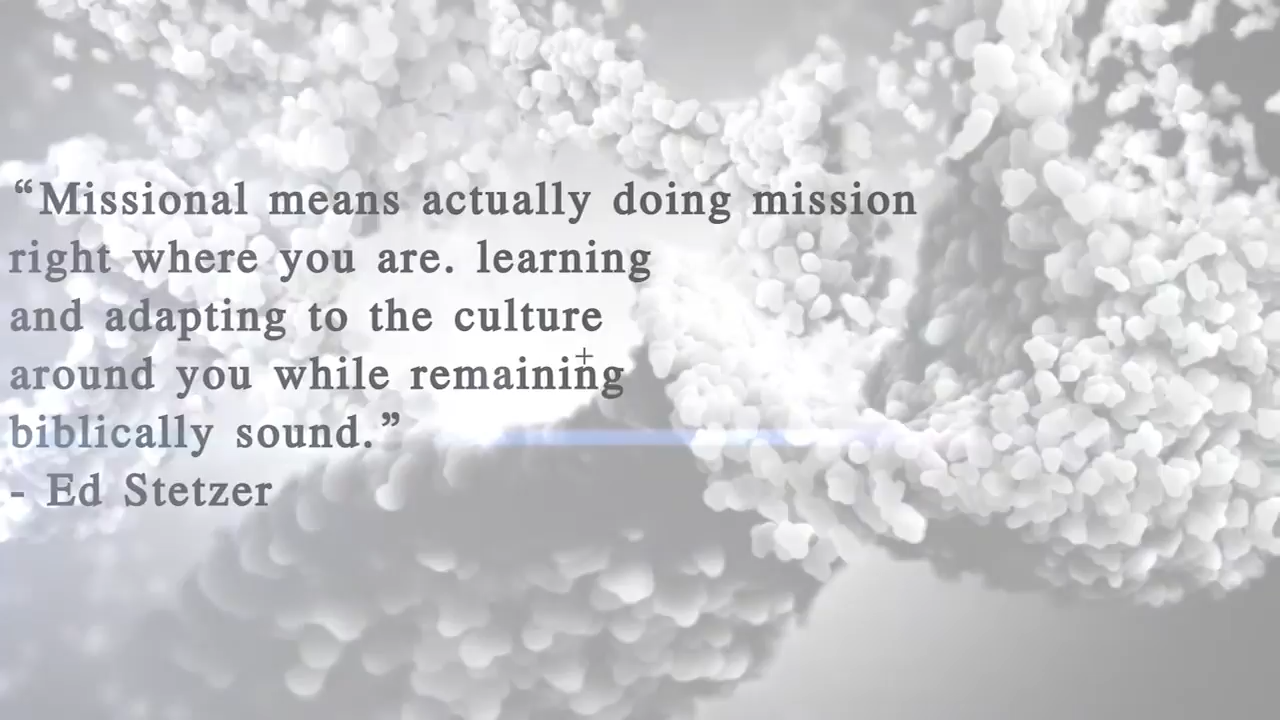 “Missional means actually doing mission
right where you are. learning
and adapting to the culture
around you while remaining
biblically sound.”
- Ed Stetzer